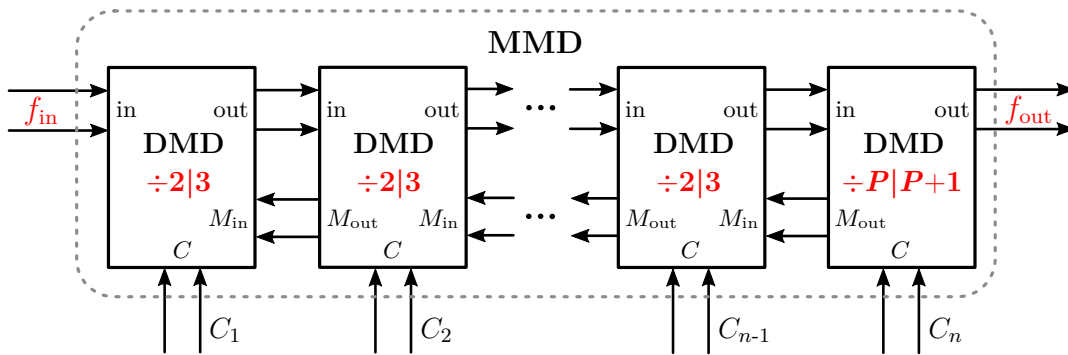 MMD
f_in in out in out ... in out in out f_out
DMD DMD DMD DMD
÷2|3 ÷2|3 ÷2|3 ÷P|P+1
M_in M_out M_in ... M_out M_in M_out
C C C C
C_1 C_2 C_{n-1} C_n